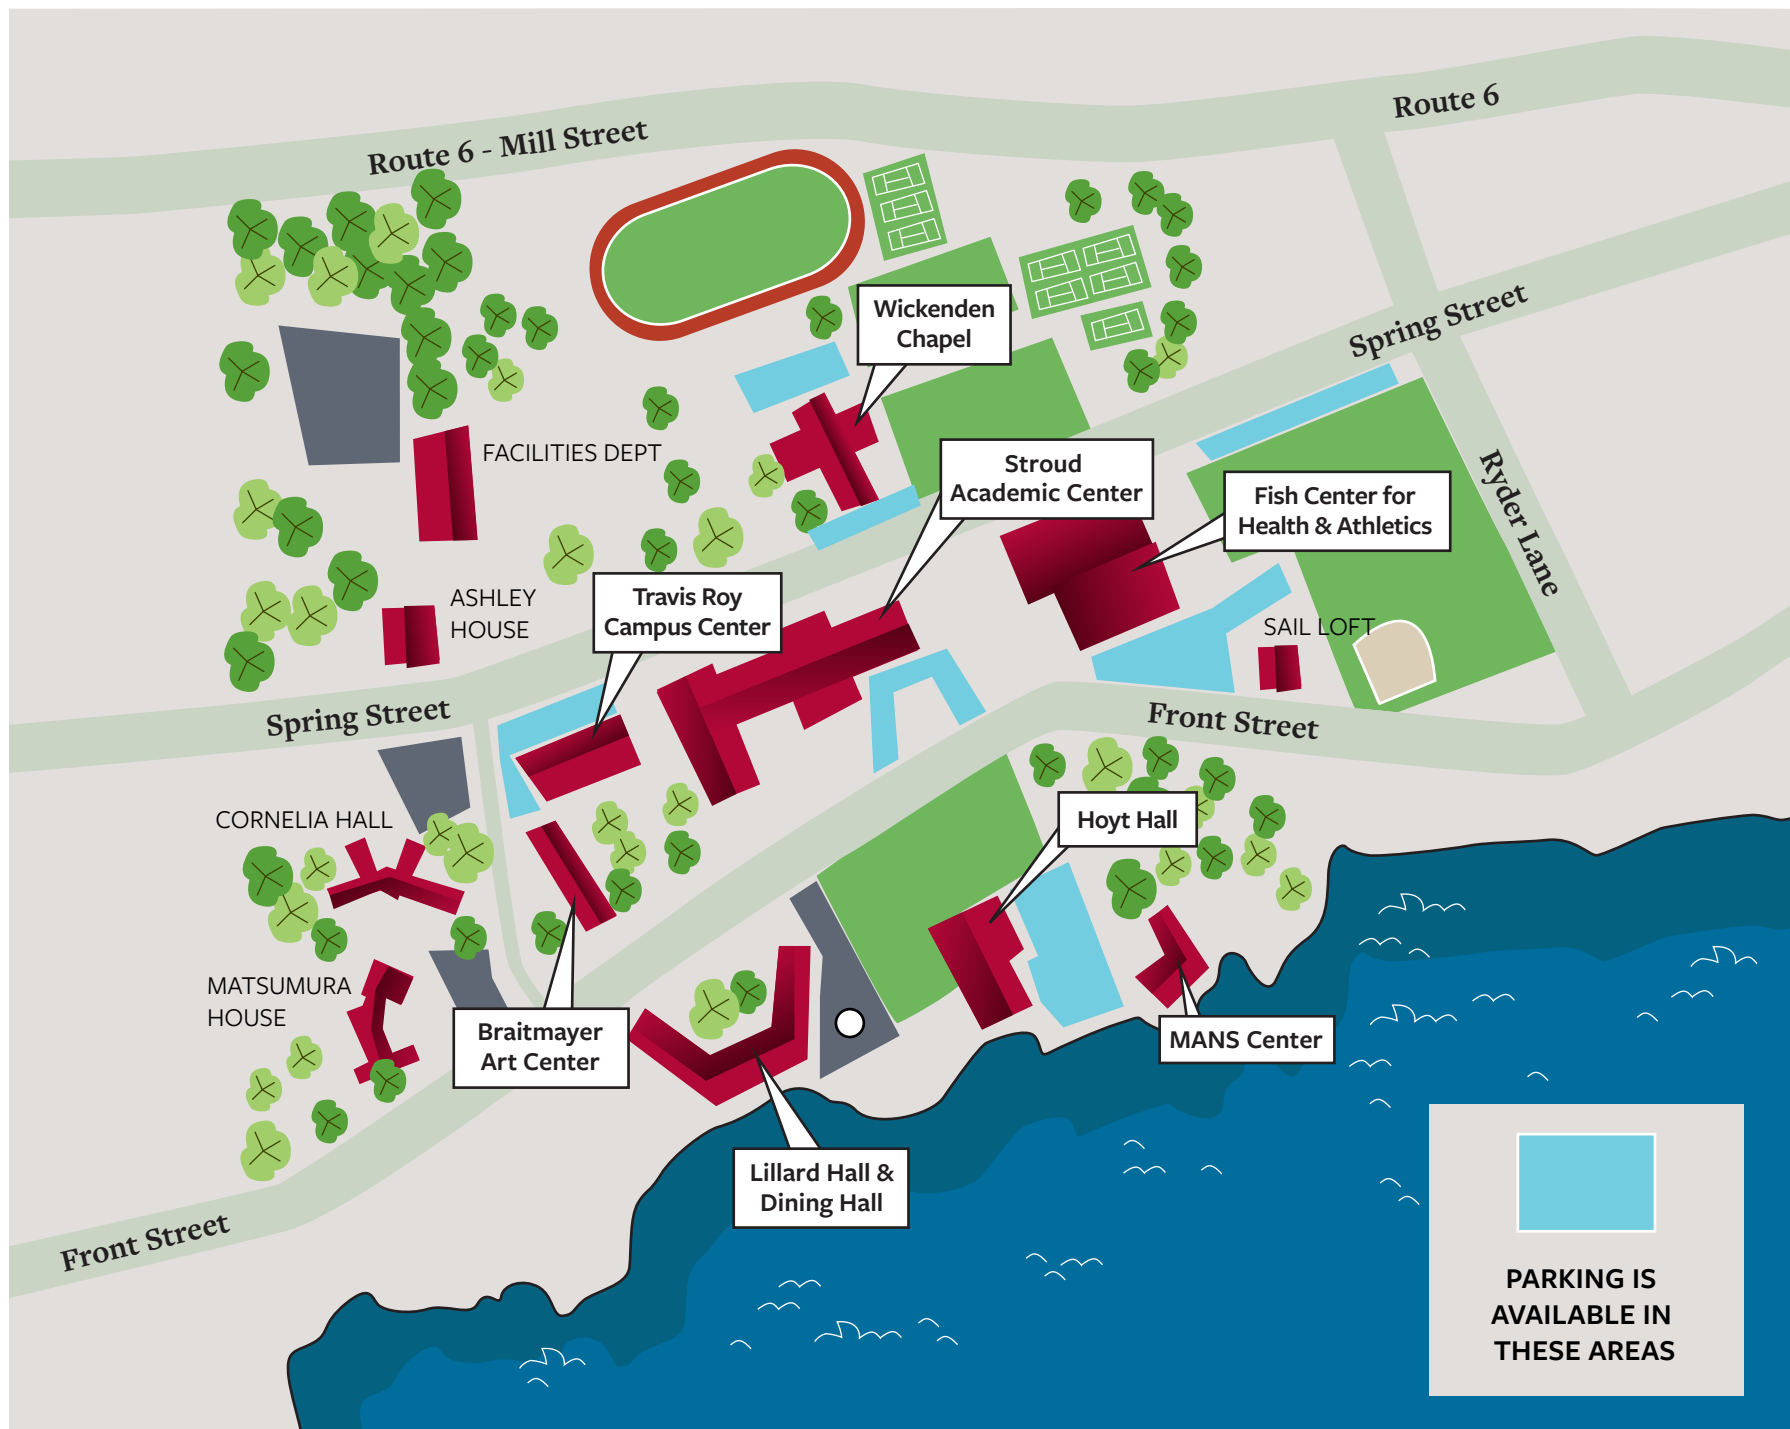 Route 6
Route 6 - Mill Street
Wickenden
Chapel
Spring Street
FACILITIES DEPT
Stroud
Academic Center
Fish Center for
Health & Athletics
Ryder Lane
ASHLEY
HOUSE
Travis Roy
Campus Center
SAIL LOFT
Spring Street
Front Street
CORNELIA HALL
Hoyt Hall
MATSUMURA
HOUSE
Braitmayer
Art Center
MANS Center
Lillard Hall &
Dining Hall
Front Street
PARKING IS
AVAILABLE IN
THESE AREAS